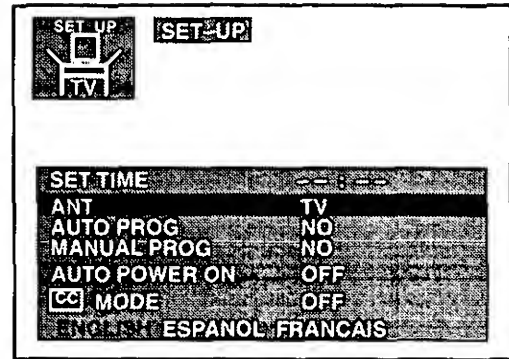 SET UP
TV
SET-UP
SET TIME --:--
ANT TV
AUTO PROG NO
MANUAL PROG NO
AUTO POWER ON OFF
CC MODE OFF
ENGLISH ESPANOL FRANCAIS